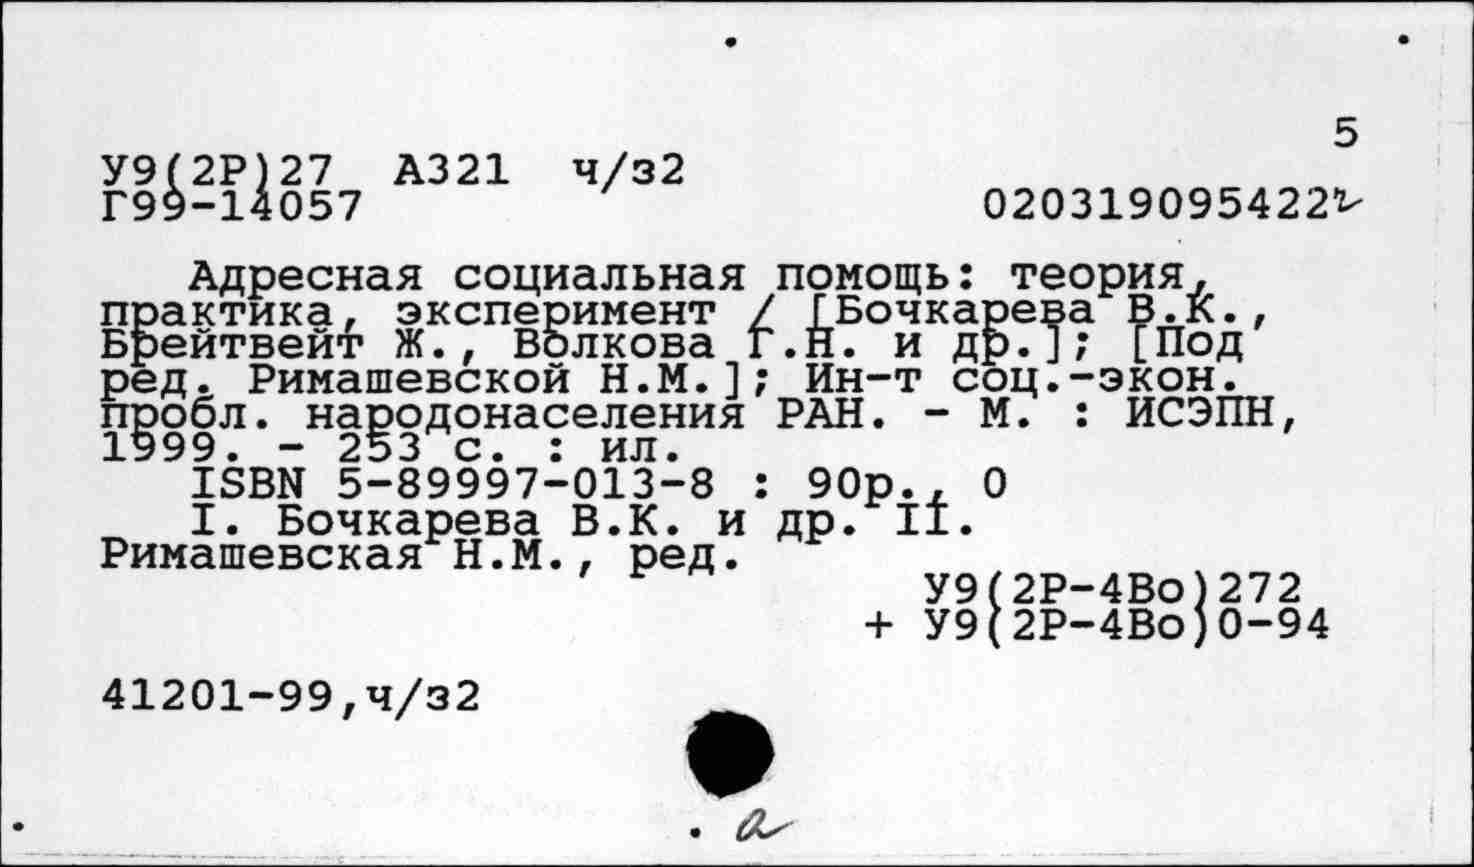 5
У9(2Р)27 А321 ч/з2
Г99-14057 020319095422
Адресная социальная помощь: теория,
практика, эксперимент / [Бочкарева В.К.,
Брейтвейт Ж., Волкова Г.Н. и др.]; [Под
ред. Римашевской Н.М.]; Ин-т соц.-экон.
пробл. народонаселения РАН. - М. : ИСЭПН,
1999. - 253 с. : ил.
ISBN 5-89997-013-8 : 90р., 0
I. Бочкарева В.К. и др. II.
Римашевская Н.М., ред.
У9(2Р-4Во)272
+ У9(2Р-4Во)0-94
41201-99,ч/з2
а